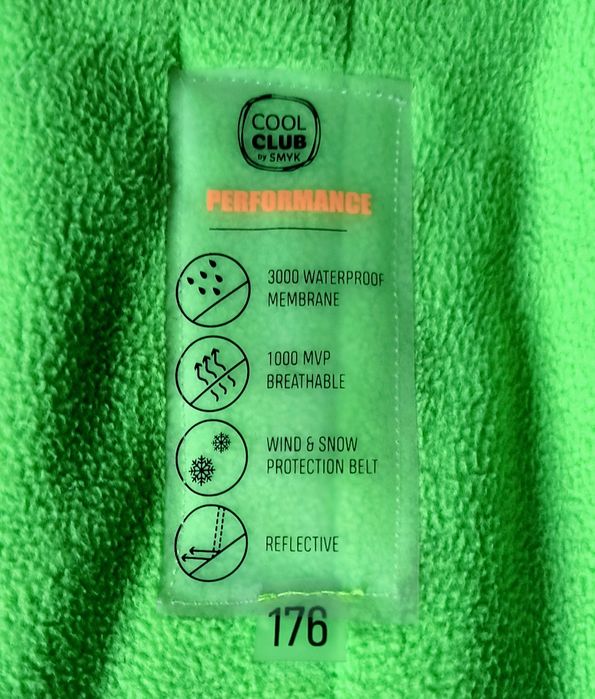 COOL
CLUB
by SMYK
PERFORMANCE
3000 WATERPROOF
MEMBRANE
1000 MVP
BREATHABLE
WIND & SNOW
PROTECTION BELT
REFLECTIVE
176